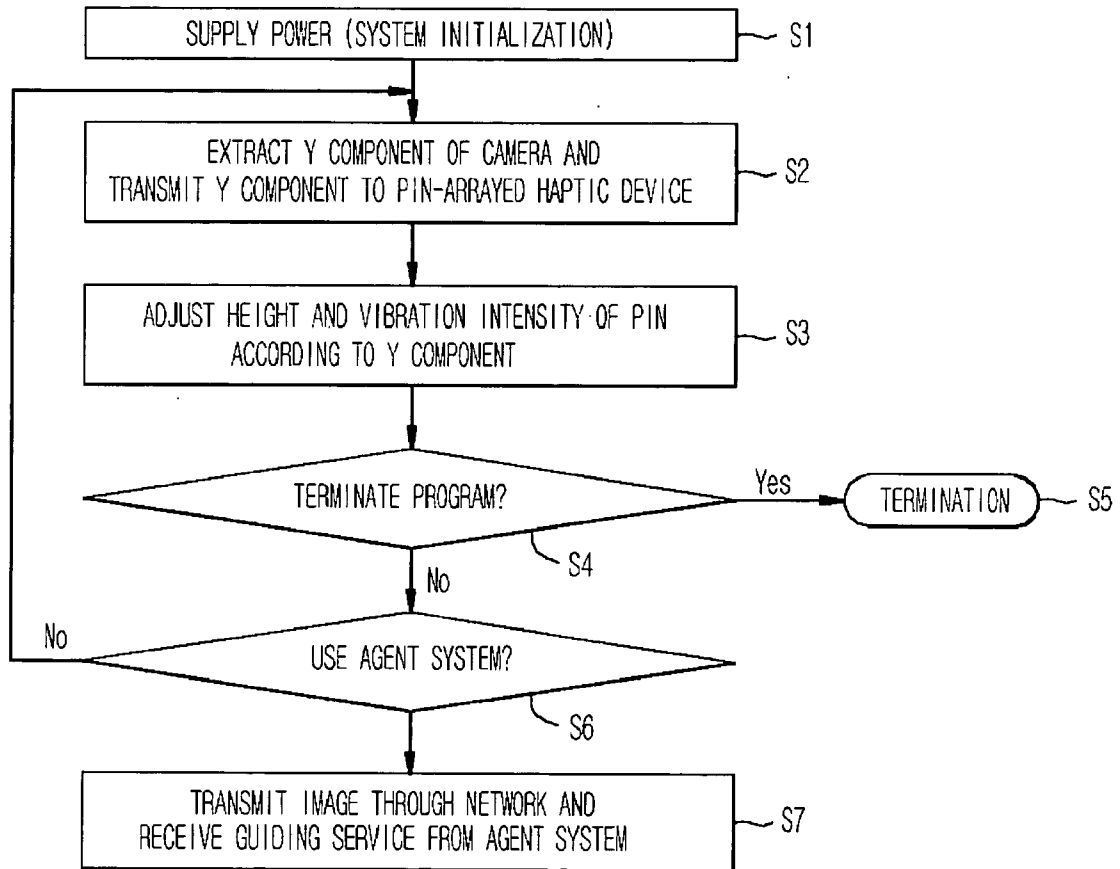 SUPPLY POWER (SYSTEM INITIALIZATION)
S1
EXTRACT Y COMPONENT OF CAMERA AND
TRANSMIT Y COMPONENT TO PIN-ARRAYED HAPTIC DEVICE
S2
ADJUST HEIGHT AND VIBRATION INTENSITY OF PIN
ACCORDING TO Y COMPONENT
S3
TERMINATE PROGRAM?
Yes
TERMINATION
S5
S4
No
No
USE AGENT SYSTEM?
S6
TRANSMIT IMAGE THROUGH NETWORK AND
RECEIVE GUIDING SERVICE FROM AGENT SYSTEM
S7